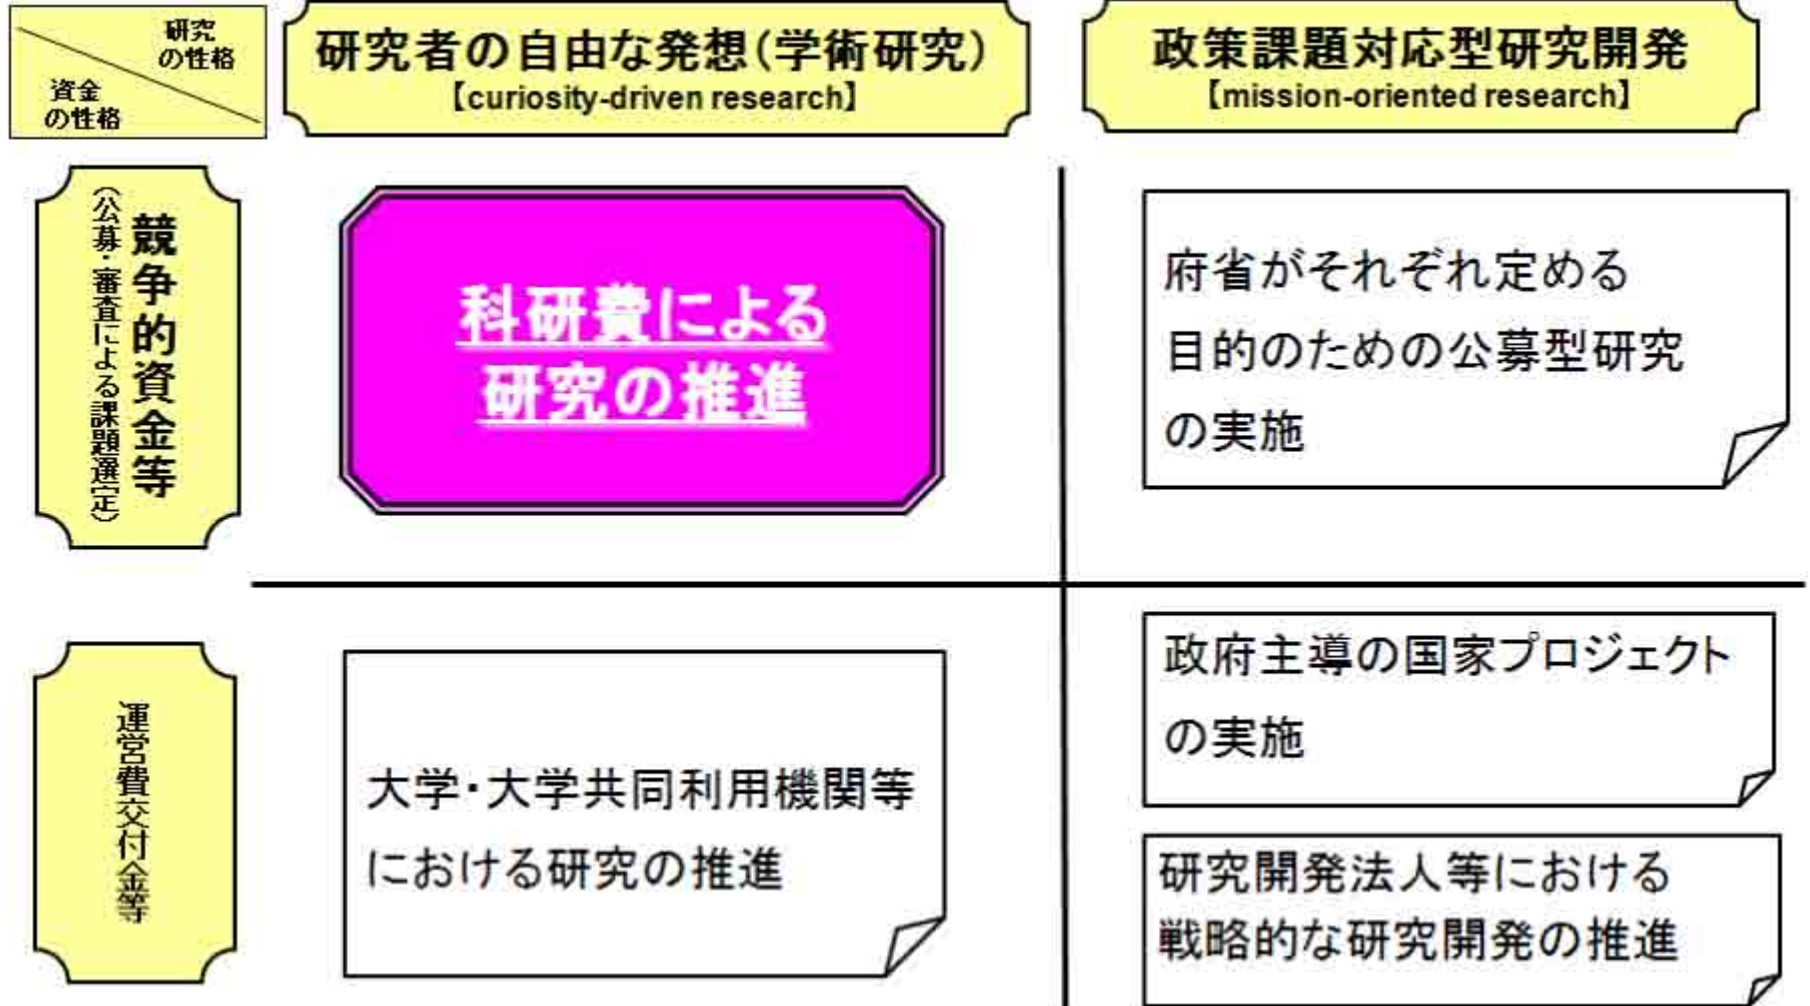 研究
の性格
資金
の性格
研究者の自由な発想(学術研究)
【curiosity-driven research】
政策課題対応型研究開発
【mission-oriented research】
競争的資金等
(公募・審査による課題選定)
科研費による
研究の推進
府省がそれぞれ定める
目的のための公募型研究
の実施
運営費交付金等
大学・大学共同利用機関等
における研究の推進
政府主導の国家プロジェクト
の実施
研究開発法人等における
戦略的な研究開発の推進